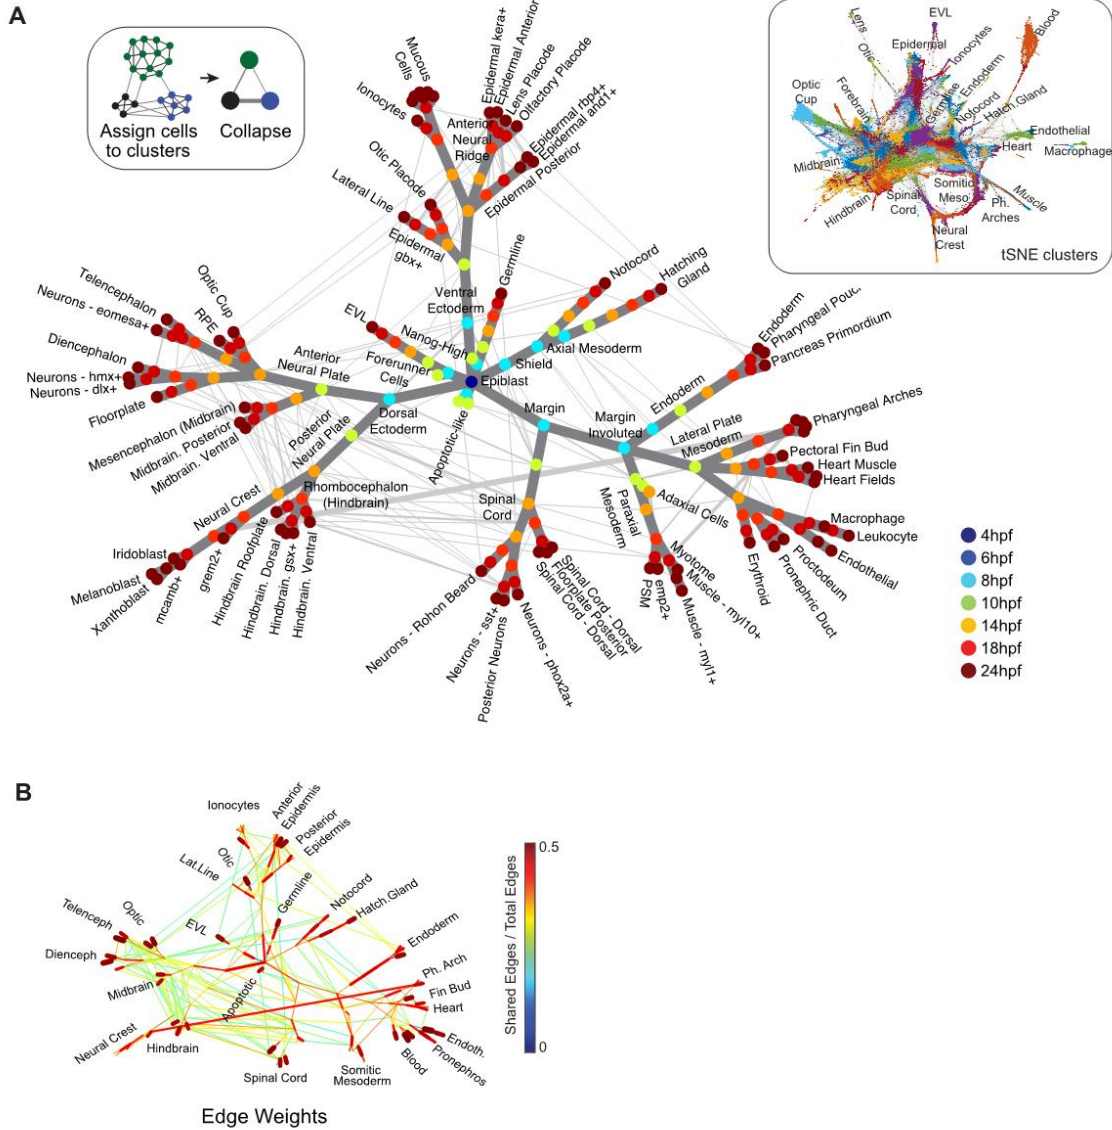 A
Assign cells
to clusters
Collapse
Mucous
Cells
Ionocytes
Epidermal kera+
Epidermal Anterior
Lens Placode
Olfactory Placode
Anterior
Neural
Ridge
Epidermal rbp4+
Epidermal and1+
Epidermal Posterior
Otic Placode
Lateral Line
Epidermal
gbx+
Germline
Ventral
Ectoderm
Notocord
Hatching
Gland
Telencephalon
Neurons - eomesa+
Optic Cup
RPE
Diencephalon
Neurons - hmx+
Neurons - dlx+
Floorplate
EVL
Nanog-High
Forerunner
Cells
Anterior
Neural Plate
Axial Mesoderm
Shield
Epiblast
Endoderm
Pharyngeal Pouc
Pancreas Primordium
Endoderm
Mesencephalon (Midbrain)
Midbrain. Posterior
Midbrain. Ventral
Posterior
Neural Plate
Dorsal
Ectoderm
Apoptotic-like
Margin
Margin
Involuted
Lateral Plate
Mesoderm
Pharyngeal Arches
Pectoral Fin Bud
Heart Muscle
Heart Fields
Neural Crest
Rhombocephalon
(Hindbrain)
Spinal
Cord
Paraxial
Mesoderm
Adaxial Cells
Macrophage
Leukocyte
Endothelial
Proctodeum
Pronephric Duct
Erythroid
Iridoblast
Melanoblast
Xanthoblast
mcamb+
grem2+
Hindbrain Roofplate
Hindbrain. Dorsal
Hindbrain. gsx+
Hindbrain. Ventral
Neurons - Rohon Beard
Neurons - sst+
Posterior Neurons
Neurons - phox2a+
Spinal Cord - Dorsal
Floorplate Posterior
Spinal Cord - Dorsal
Myotome
Muscle - myl10+
Muscle - myl1+
emp2+
PSM
4hpf
6hpf
8hpf
10hpf
14hpf
18hpf
24hpf
Lens
Otic
EVL
Blood
Epidermal
Ionocytes
Optic
Cup
Forebrain
Germline
Endoderm
Notocord
Hatch.Gland
Endothelial
Heart
Macrophage
Midbrain
Hindbrain
Spinal
Cord
Somitic
Meso
Muscle
Ph.
Arches
Neural
Crest
tSNE clusters
B
Ionocytes
Anterior
Epidermis
Posterior
Epidermis
Otic
Lat.Line
Germline
Notocord
Hatch.Gland
Telenceph
Optic
EVL
Endoderm
Dienceph
Midbrain
Apoptotic
Ph. Arch
Fin Bud
Heart
Neural Crest
Hindbrain
Spinal Cord
Somitic
Mesoderm
Blood
Endoth.
Pronephros
Edge Weights
0.5
Shared Edges / Total Edges
0